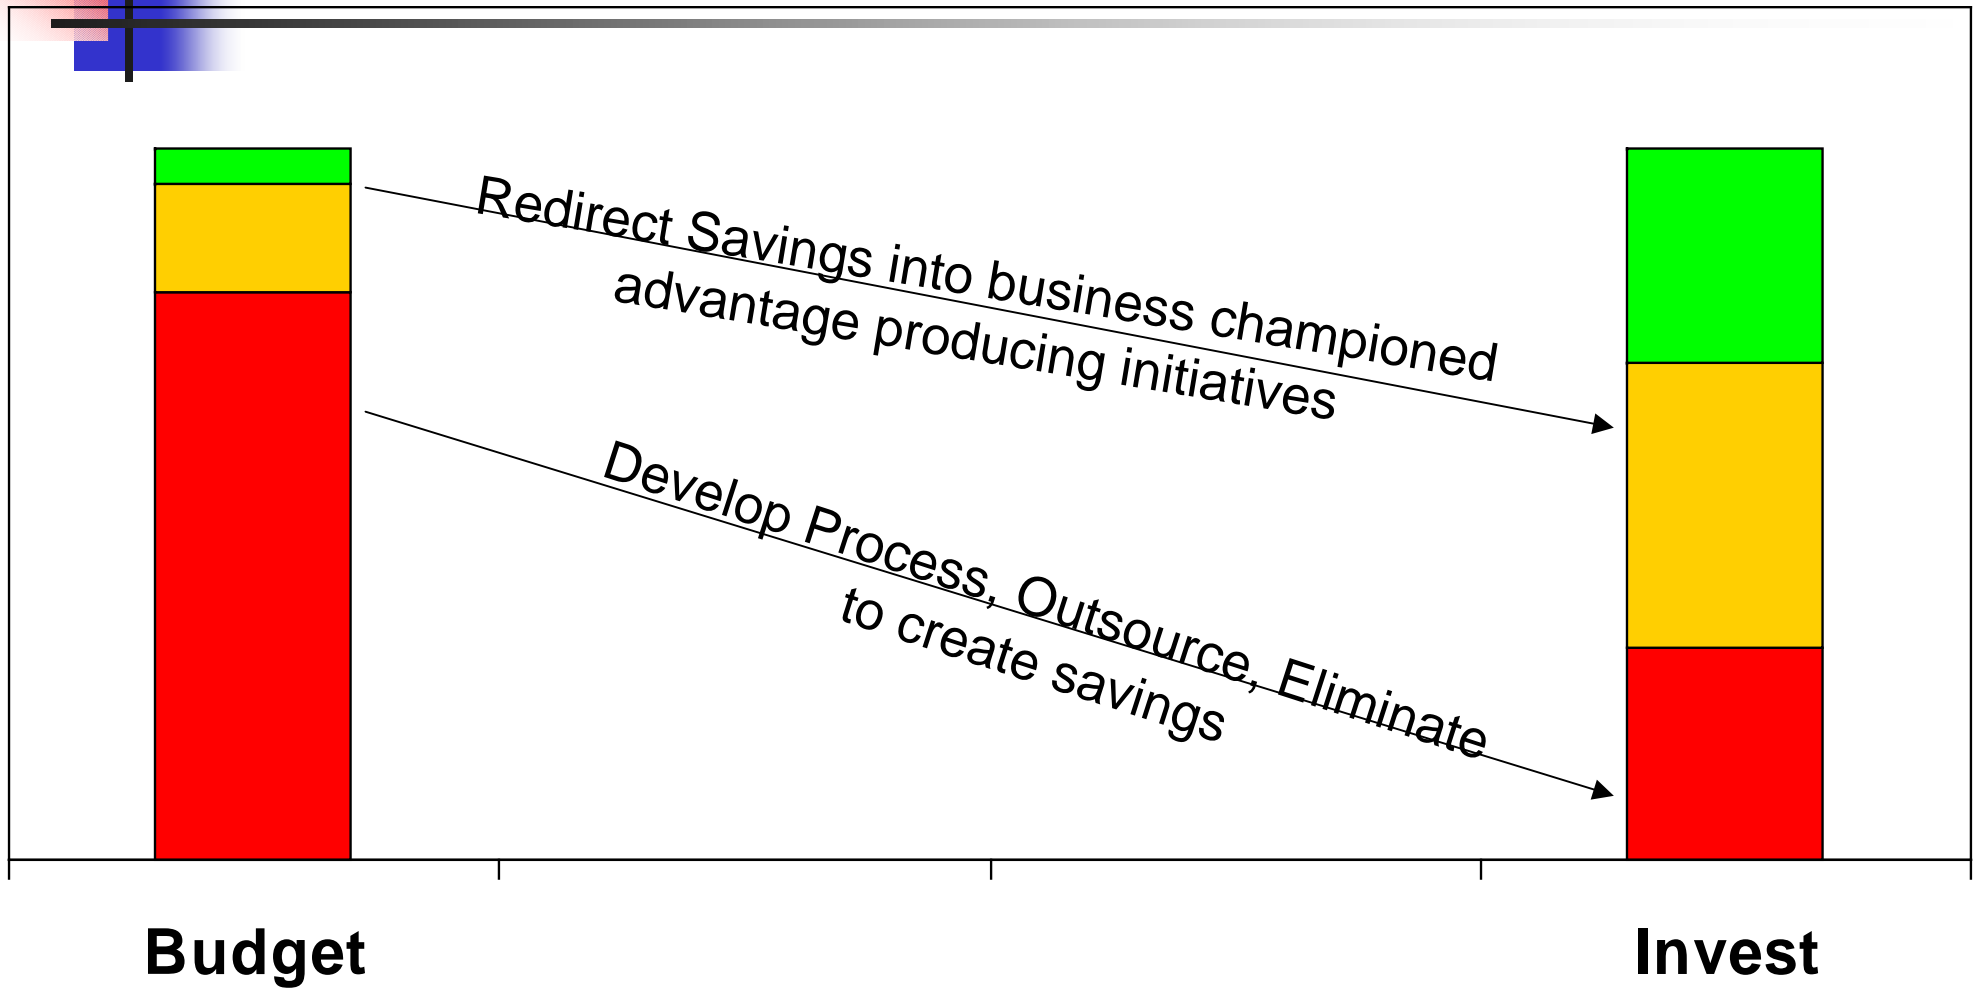 Redirect Savings into business championed
advantage producing initiatives
Develop Process, Outsource, Eliminate
to create savings
Budget
Invest